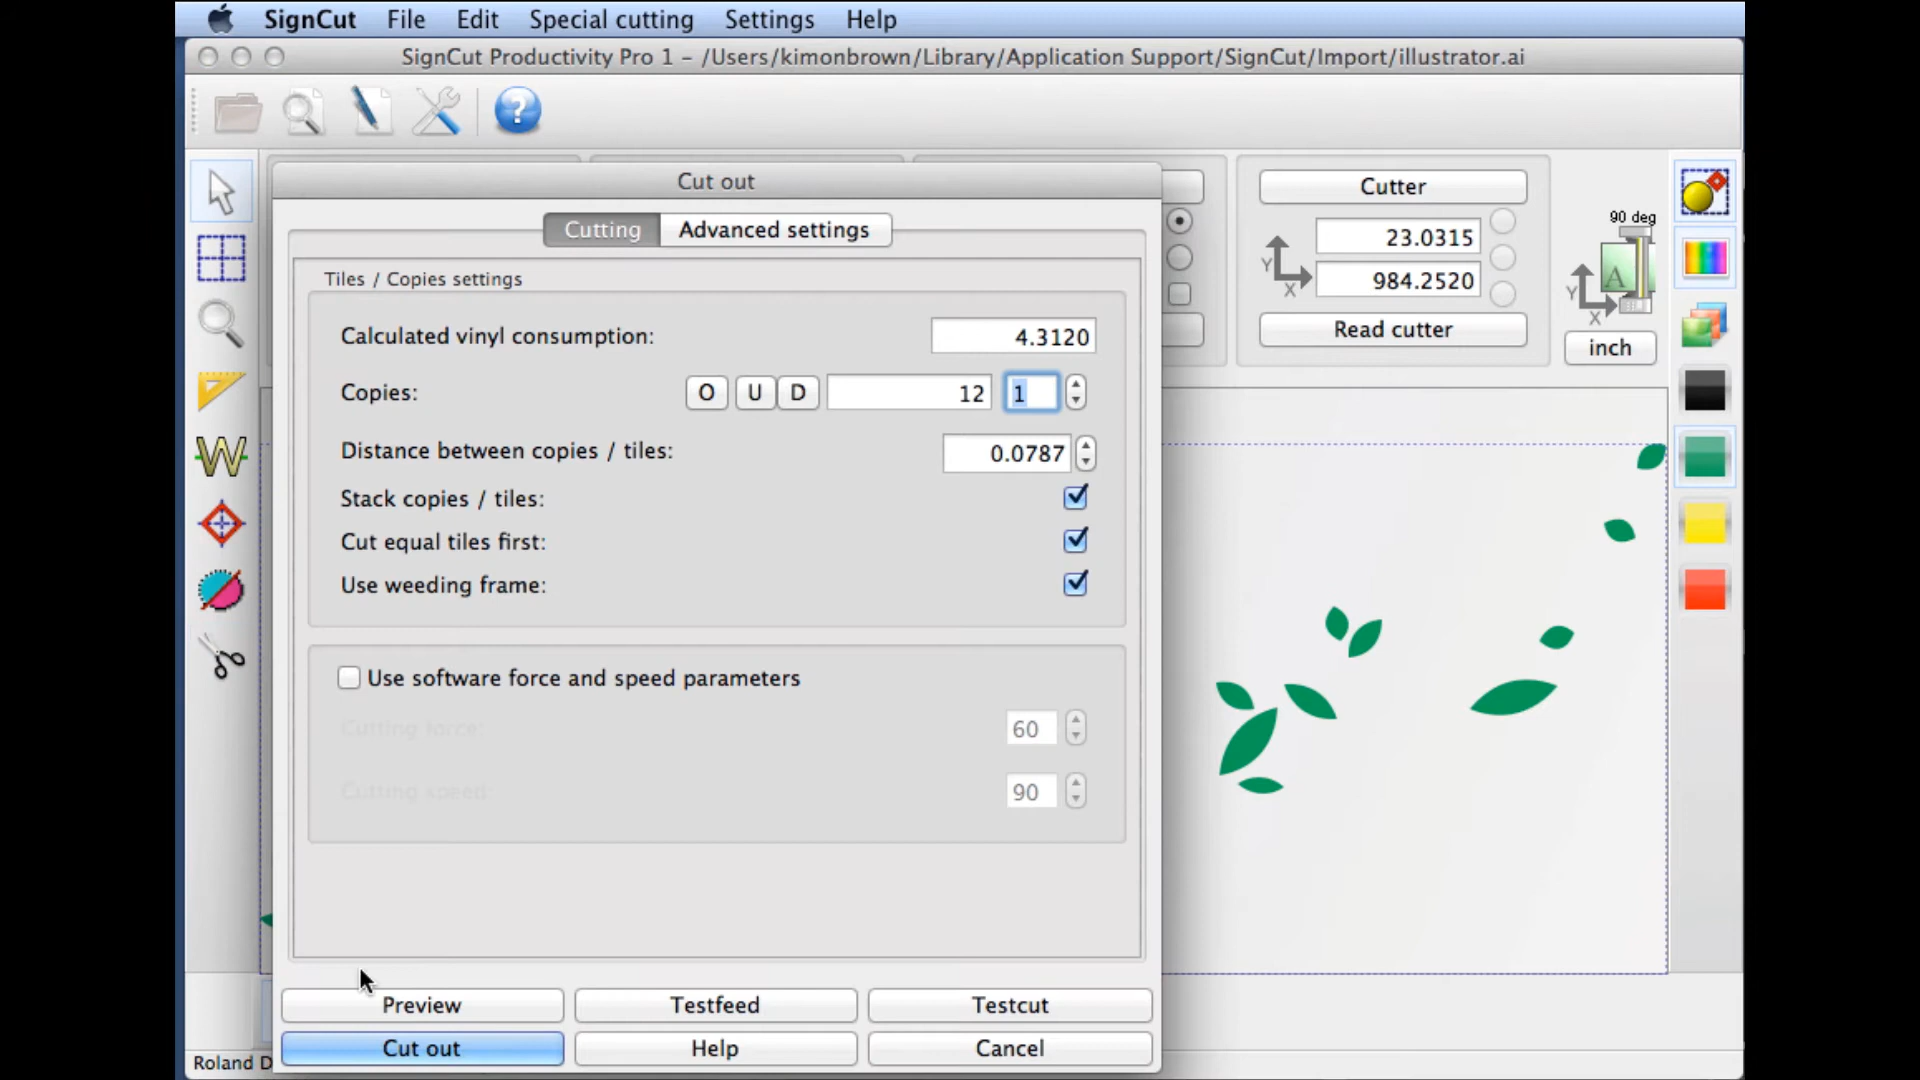 SignCut File Edit Special cutting Settings Help
SignCut Productivity Pro 1 – /Users/kimonbrown/Library/Application Support/SignCut/Import/illustrator.ai
?
Cut out
Cutting Advanced settings
Tiles / Copies settings
Calculated vinyl consumption: 4.3120
Copies: O U D 12 1
Distance between copies / tiles: 0.0787
Stack copies / tiles:
Cut equal tiles first:
Use weeding frame:
Use software force and speed parameters
Cutting force: 60
Cutting speed: 90
Preview Testfeed Testcut
Cut out Help Cancel
Cutter
23.0315
Y
X
984.2520
Read cutter
90 deg
A
Y
X
inch
W
Roland D